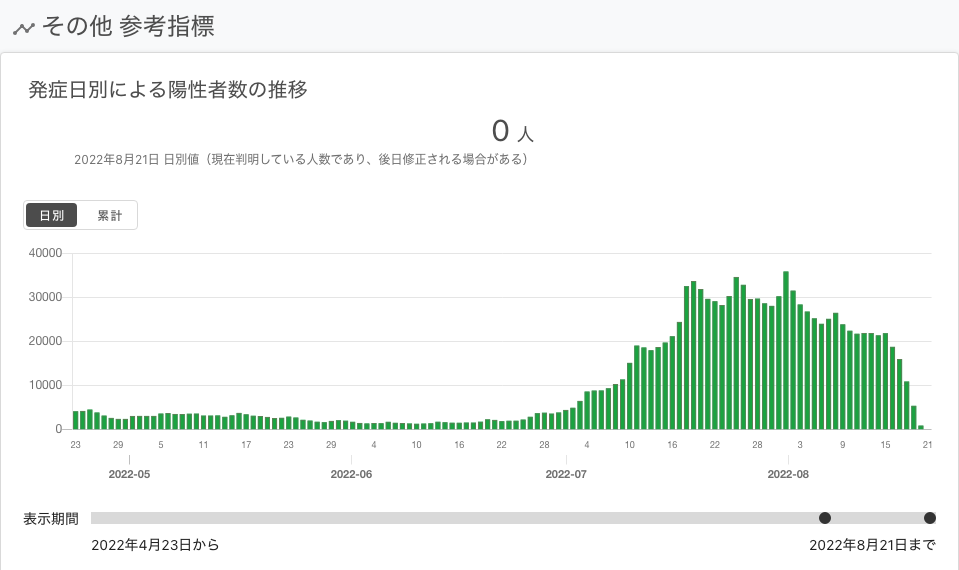 その他 参考指標
発症日別による陽性者数の推移
0 人
2022年8月21日 日別値（現在判明している人数であり、後日修正される場合がある）
日別 累計
40000
30000
20000
10000
0
23 29 5 11 17 23 29 4 10 16 22 28 4 10 16 22 28 3 9 15 21
2022-05 2022-06 2022-07 2022-08
表示期間
2022年4月23日から 2022年8月21日まで